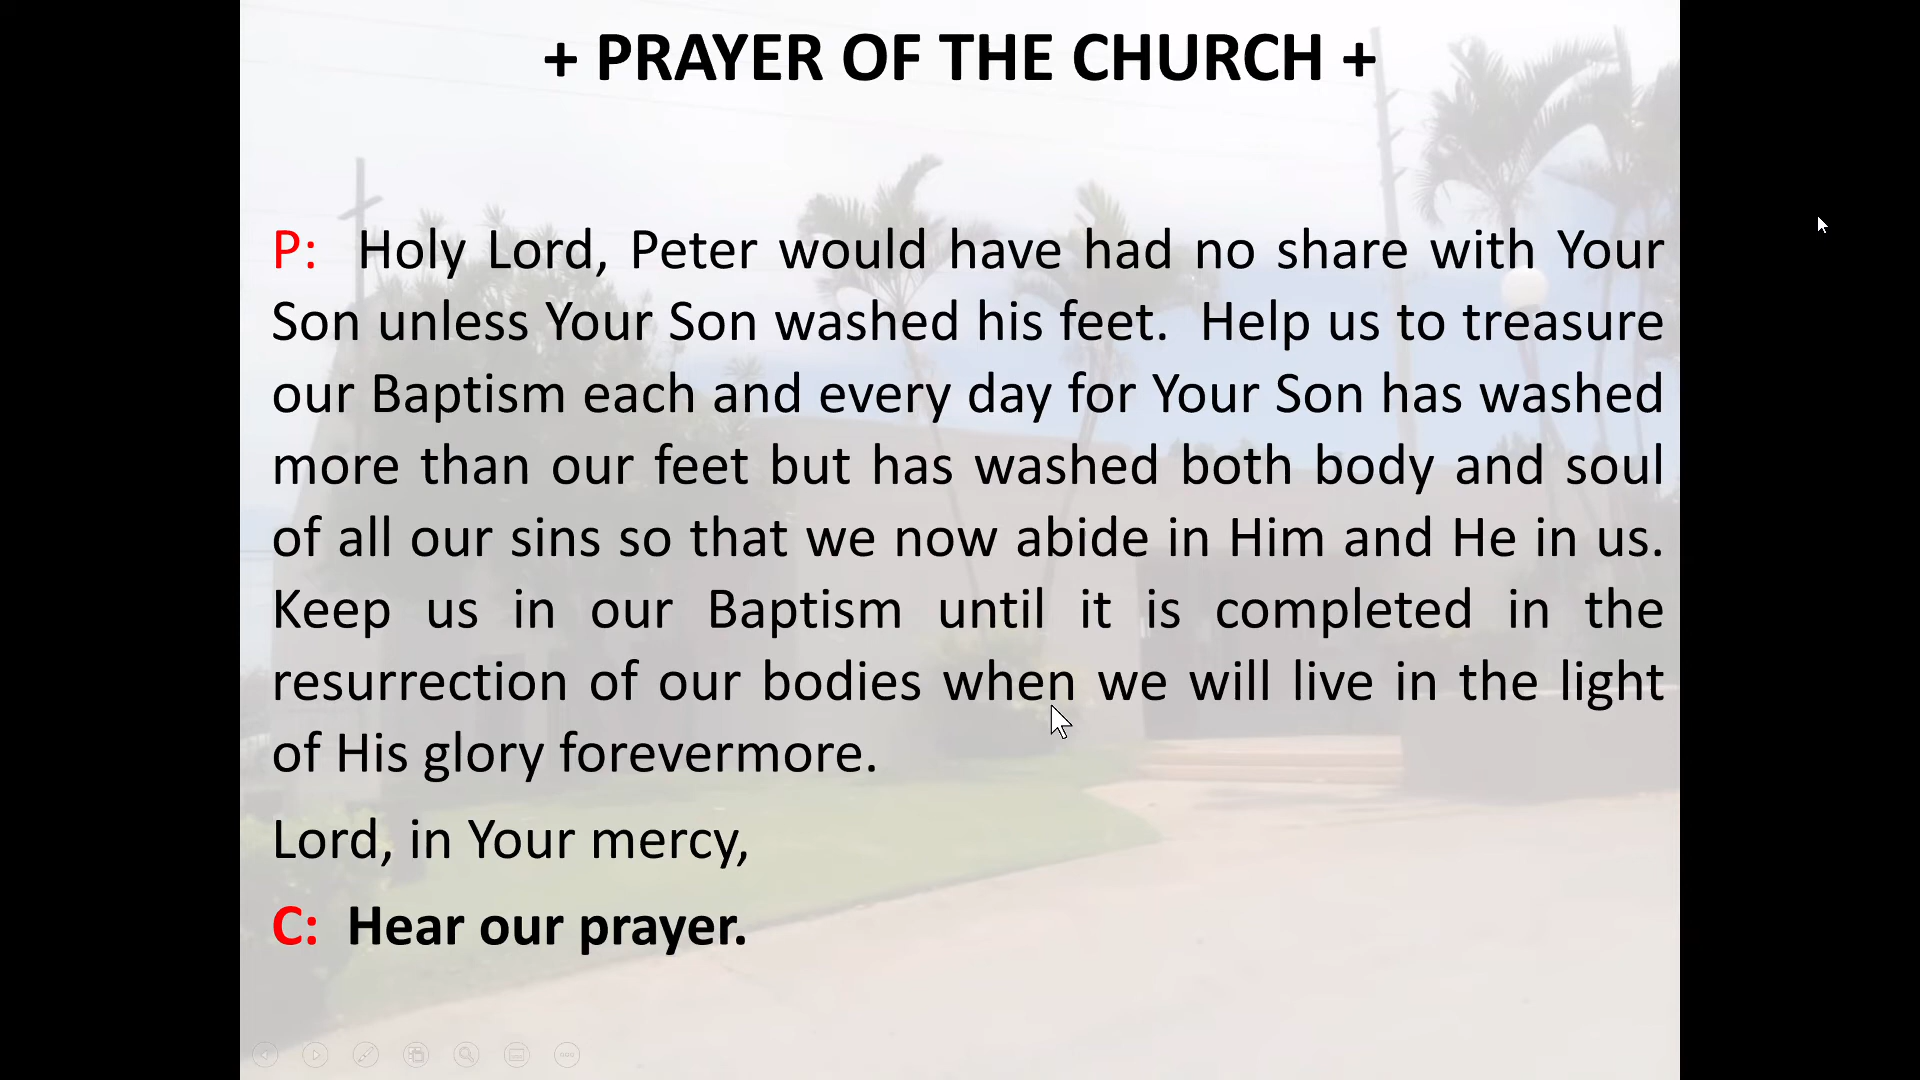 + PRAYER OF THE CHURCH +
P: Holy Lord, Peter would have had no share with Your
Son unless Your Son washed his feet. Help us to treasure
our Baptism each and every day for Your Son has washed
more than our feet but has washed both body and soul
of all our sins so that we now abide in Him and He in us.
Keep us in our Baptism until it is completed in the
resurrection of our bodies when we will live in the light
of His glory forevermore.
Lord, in Your mercy,
C: Hear our prayer.